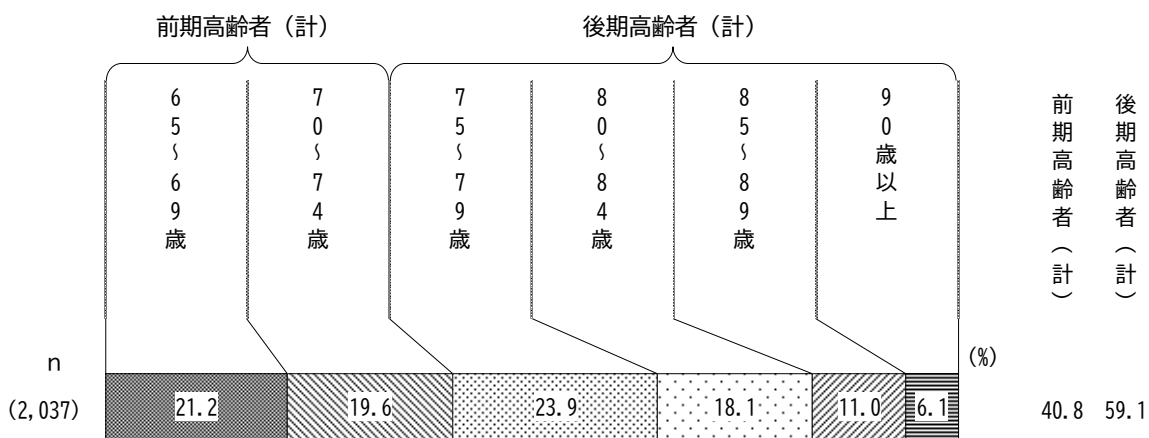 前期高齢者（計）
後期高齢者（計）
65～69歳
70～74歳
75～79歳
80～84歳
85～89歳
90歳以上
前期高齢者（計）
後期高齢者（計）
n
(%)
(2,037)
21.2
19.6
23.9
18.1
11.0
6.1
40.8
59.1